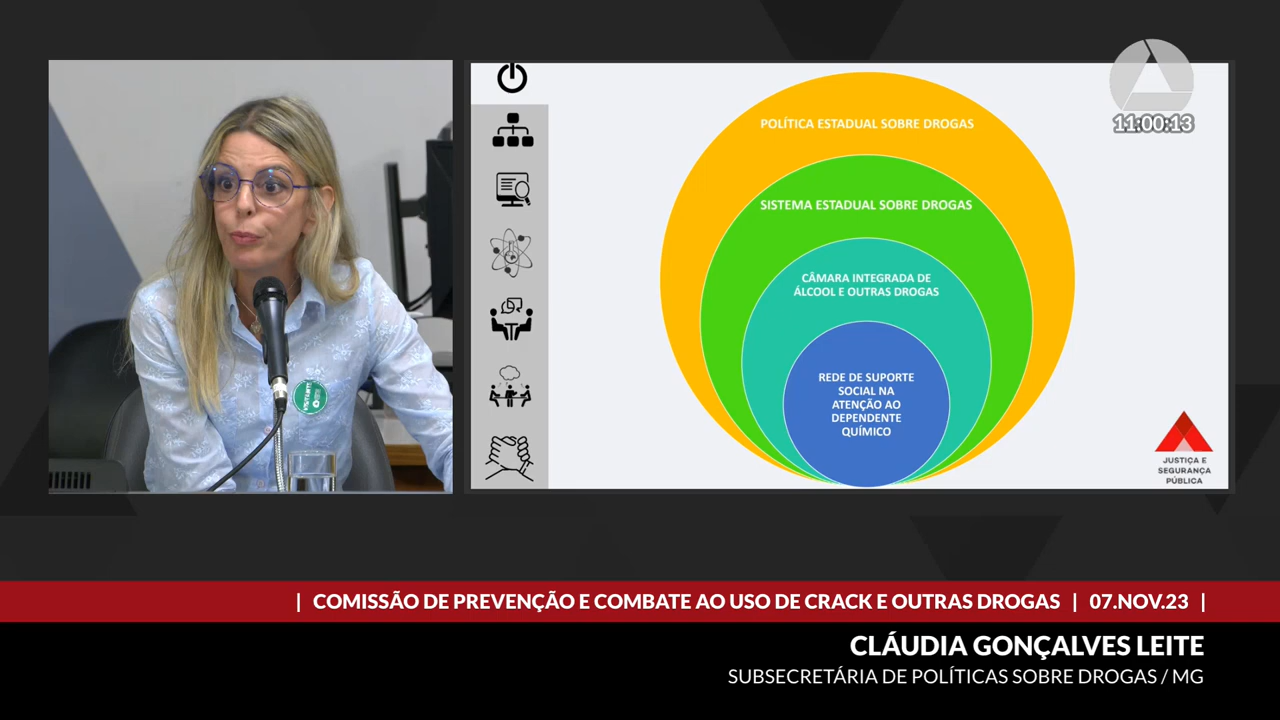 11:00:13
POLÍTICA ESTADUAL SOBRE DROGAS
SISTEMA ESTADUAL SOBRE DROGAS
CÂMARA INTEGRADA DE
ÁLCOOL E OUTRAS DROGAS
REDE DE SUPORTE
SOCIAL NA
ATENÇÃO AO
DEPENDENTE
QUÍMICO
JUSTIÇA E
SEGURANÇA
PÚBLICA
VISITANTE
| COMISSÃO DE PREVENÇÃO E COMBATE AO USO DE CRACK E OUTRAS DROGAS | 07.NOV.23 |
CLÁUDIA GONÇALVES LEITE
SUBSECRETÁRIA DE POLÍTICAS SOBRE DROGAS / MG